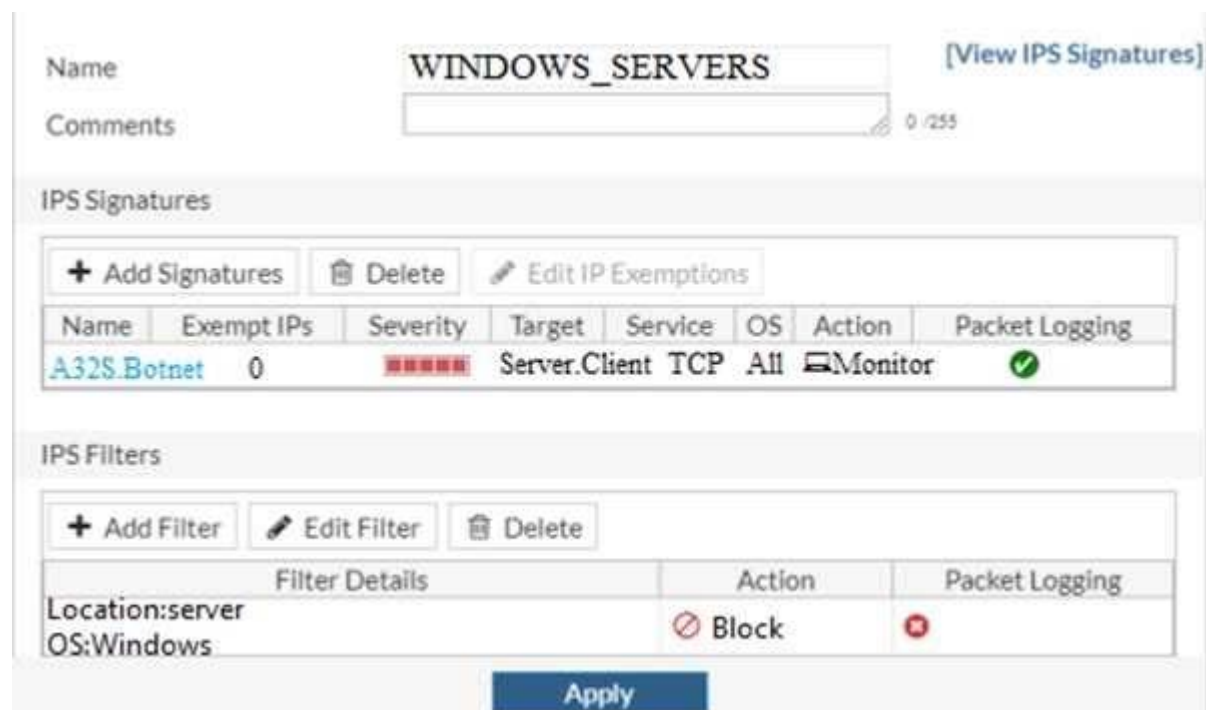 Name WINDOWS_SERVERS [View IPS Signatures]
Comments 0 /255
IPS Signatures
+ Add Signatures Delete Edit IP Exemptions
Name Exempt IPs Severity Target Service OS Action Packet Logging
A32S.Botnet 0 Server.Client TCP All Monitor
IPS Filters
+ Add Filter Edit Filter Delete
Filter Details Action Packet Logging
Location:server
OS:Windows Block
Apply